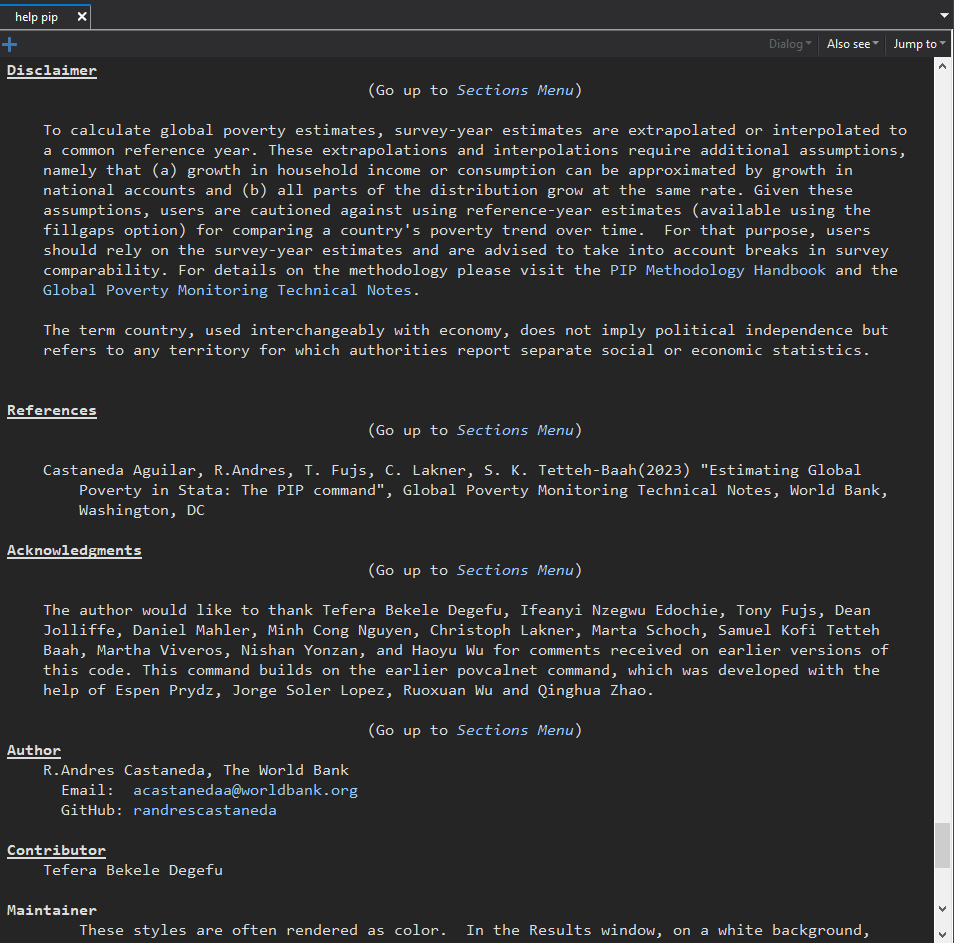 help pip
Dialog Also see Jump to
Disclaimer
(Go up to Sections Menu)
To calculate global poverty estimates, survey-year estimates are extrapolated or interpolated to
a common reference year. These extrapolations and interpolations require additional assumptions,
namely that (a) growth in household income or consumption can be approximated by growth in
national accounts and (b) all parts of the distribution grow at the same rate. Given these
assumptions, users are cautioned against using reference-year estimates (available using the
fillgaps option) for comparing a country's poverty trend over time.  For that purpose, users
should rely on the survey-year estimates and are advised to take into account breaks in survey
comparability. For details on the methodology please visit the PIP Methodology Handbook and the
Global Poverty Monitoring Technical Notes.
The term country, used interchangeably with economy, does not imply political independence but
refers to any territory for which authorities report separate social or economic statistics.
References
(Go up to Sections Menu)
Castaneda Aguilar, R.Andres, T. Fujs, C. Lakner, S. K. Tetteh-Baah(2023) "Estimating Global
Poverty in Stata: The PIP command", Global Poverty Monitoring Technical Notes, World Bank,
Washington, DC
Acknowledgments
(Go up to Sections Menu)
The author would like to thank Tefera Bekele Degefu, Ifeanyi Nzegwu Edochie, Tony Fujs, Dean
Jolliffe, Daniel Mahler, Minh Cong Nguyen, Christoph Lakner, Marta Schoch, Samuel Kofi Tetteh
Baah, Martha Viveros, Nishan Yonzan, and Haoyu Wu for comments received on earlier versions of
this code. This command builds on the earlier povcalnet command, which was developed with the
help of Espen Prydz, Jorge Soler Lopez, Ruoxuan Wu and Qinghua Zhao.
(Go up to Sections Menu)
Author
R.Andres Castaneda, The World Bank
Email:  acastanedaa@worldbank.org
GitHub: randrescastaneda
Contributor
Tefera Bekele Degefu
Maintainer
These styles are often rendered as color.  In the Results window, on a white background,